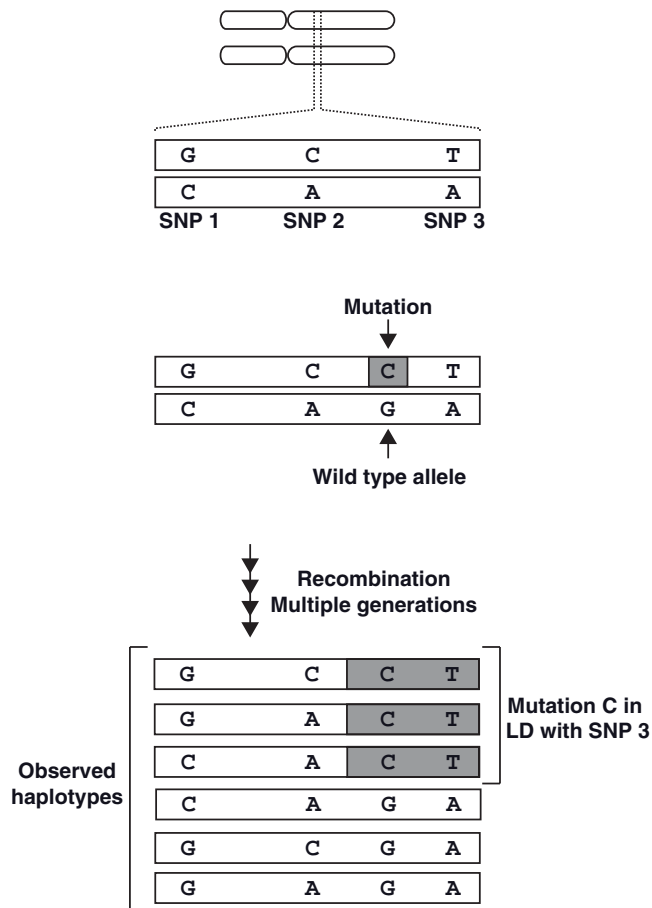 G C T
C A A
SNP 1 SNP 2 SNP 3
Mutation
G C C T
C A G A
Wild type allele
Recombination
Multiple generations
G C C T
G A C T
C A C T
Mutation C in
LD with SNP 3
Observed
haplotypes
C A G A
G C G A
G A G A